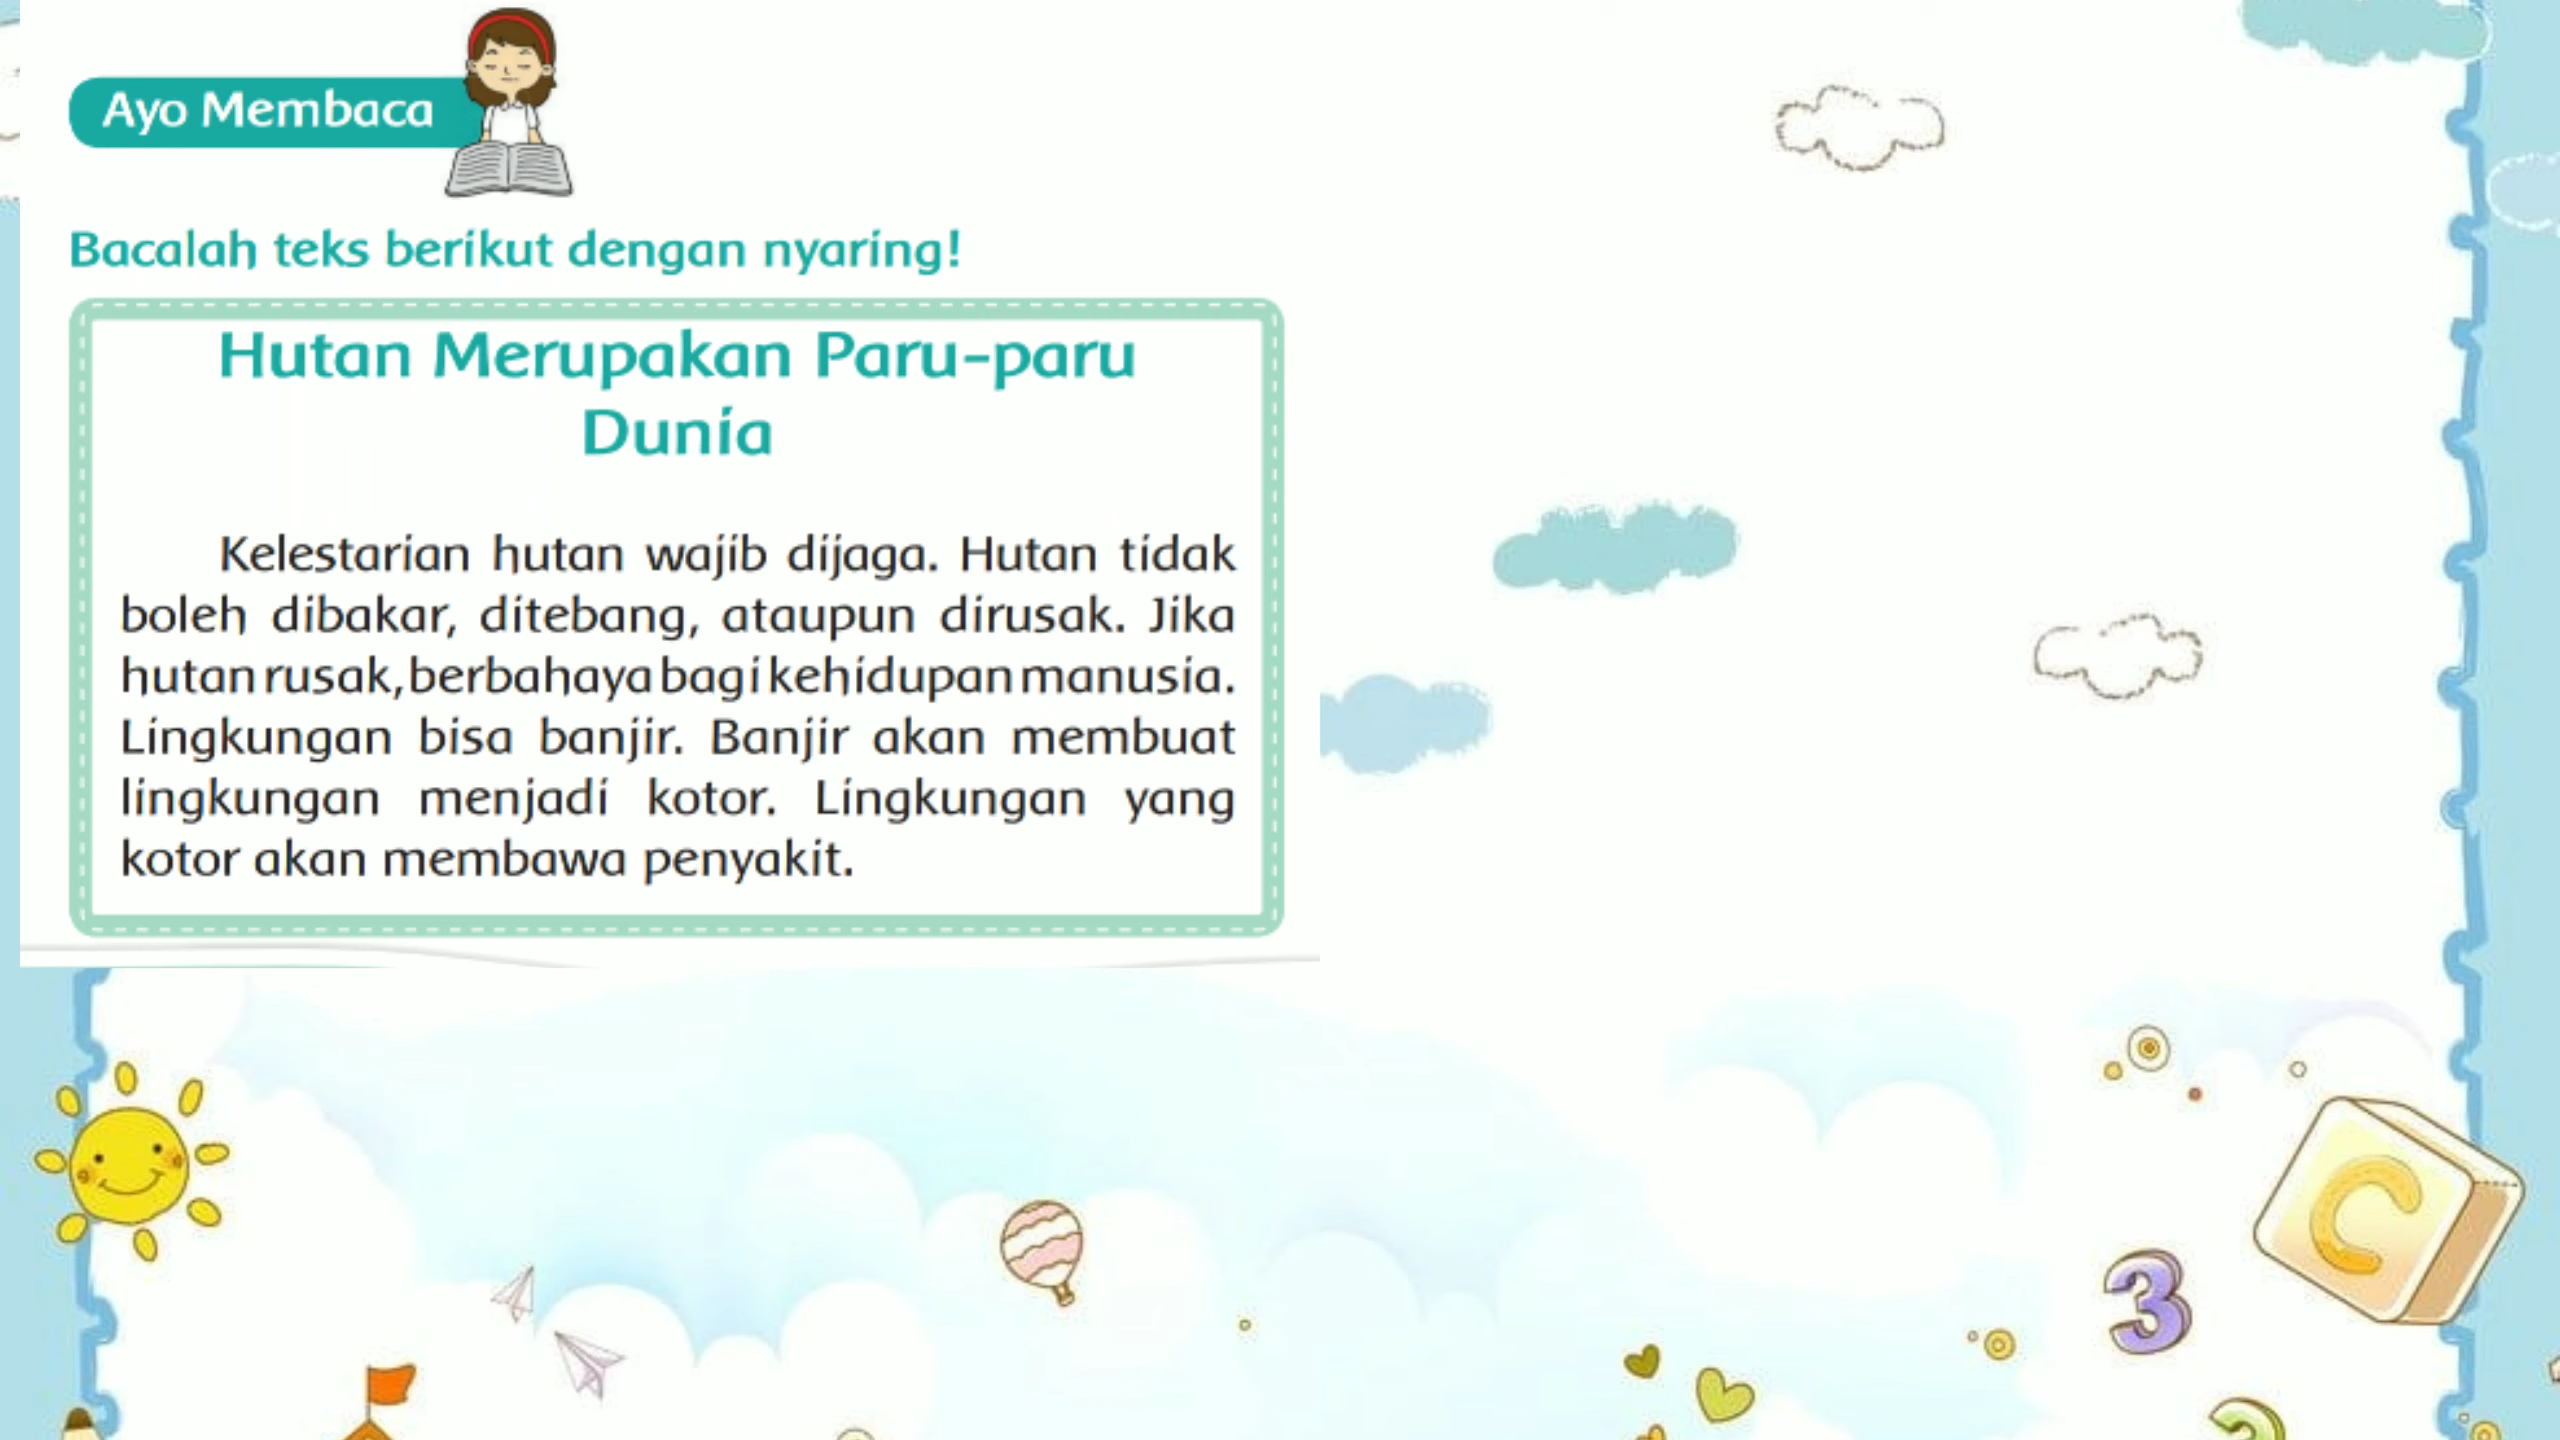 Ayo Membaca
Bacalah teks berikut dengan nyaring!
Hutan Merupakan Paru-paru
Dunia
Kelestarian hutan wajib dijaga. Hutan tidak
boleh dibakar, ditebang, ataupun dirusak. Jika
hutan rusak, berbahaya bagi kehidupan manusia.
Lingkungan bisa banjir. Banjir akan membuat
lingkungan menjadi kotor. Lingkungan yang
kotor akan membawa penyakit.
C
3
2